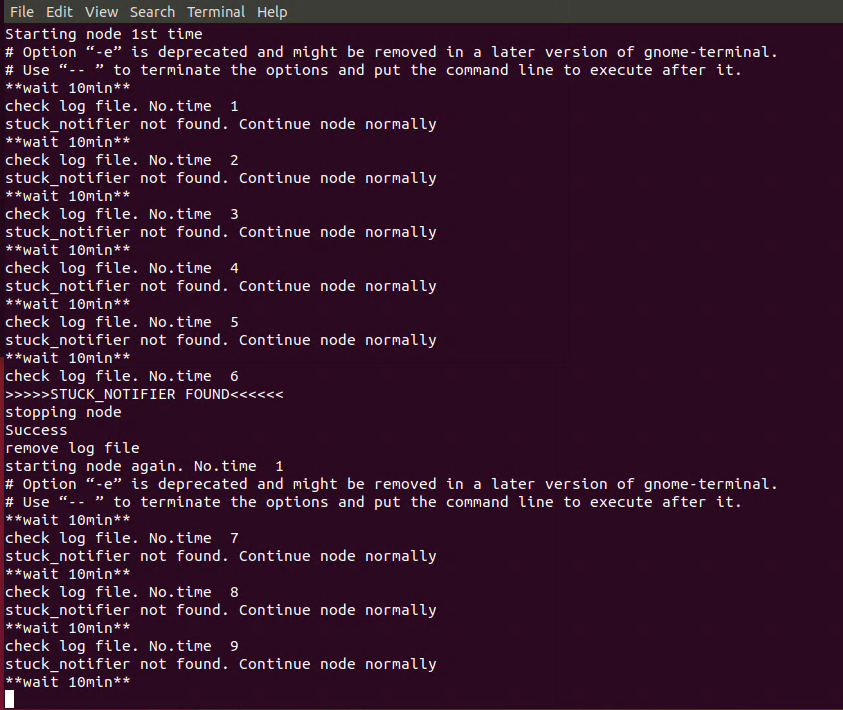 File Edit View Search Terminal Help
Starting node 1st time
# Option “-e” is deprecated and might be removed in a later version of gnome-terminal.
# Use “-- ” to terminate the options and put the command line to execute after it.
**wait 10min**
check log file. No.time  1
stuck_notifier not found. Continue node normally
**wait 10min**
check log file. No.time  2
stuck_notifier not found. Continue node normally
**wait 10min**
check log file. No.time  3
stuck_notifier not found. Continue node normally
**wait 10min**
check log file. No.time  4
stuck_notifier not found. Continue node normally
**wait 10min**
check log file. No.time  5
stuck_notifier not found. Continue node normally
**wait 10min**
check log file. No.time  6
>>>>>STUCK_NOTIFIER FOUND<<<<<<
stopping node
Success
remove log file
starting node again. No.time  1
# Option “-e” is deprecated and might be removed in a later version of gnome-terminal.
# Use “-- ” to terminate the options and put the command line to execute after it.
**wait 10min**
check log file. No.time  7
stuck_notifier not found. Continue node normally
**wait 10min**
check log file. No.time  8
stuck_notifier not found. Continue node normally
**wait 10min**
check log file. No.time  9
stuck_notifier not found. Continue node normally
**wait 10min**